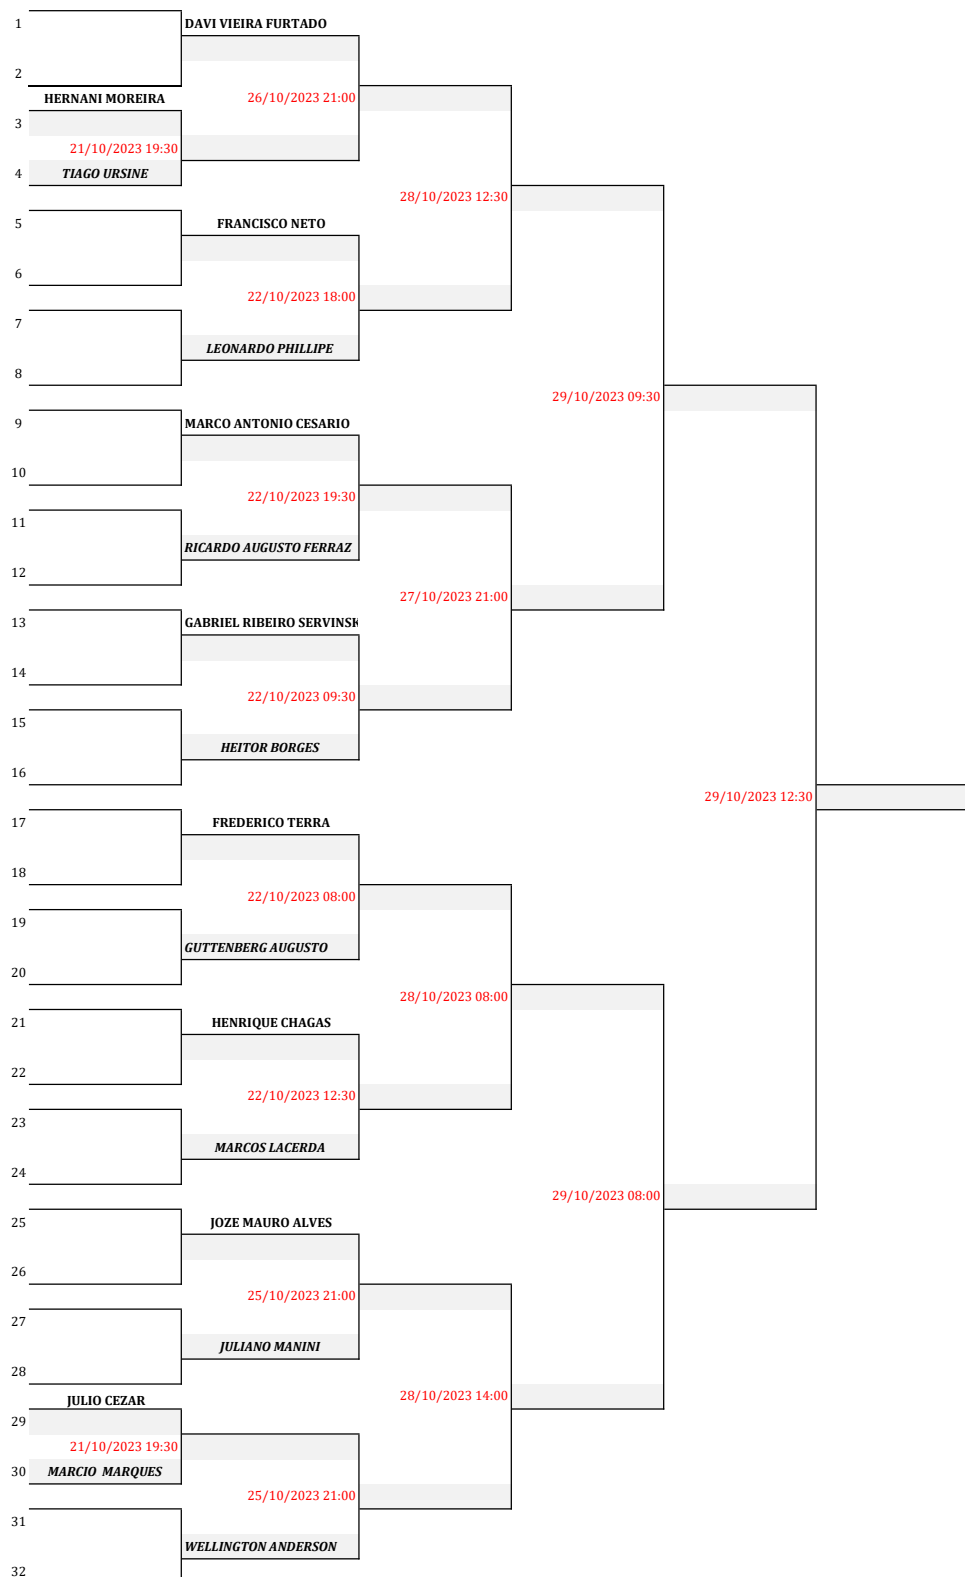 1
DAVI VIEIRA FURTADO
2
HERNANI MOREIRA
26/10/2023 21:00
3
21/10/2023 19:30
4
TIAGO URSINE
28/10/2023 12:30
5
FRANCISCO NETO
6
22/10/2023 18:00
7
LEONARDO PHILLIPE
8
29/10/2023 09:30
9
MARCO ANTONIO CESARIO
10
22/10/2023 19:30
11
RICARDO AUGUSTO FERRAZ
12
27/10/2023 21:00
13
GABRIEL RIBEIRO SERVINSK
14
22/10/2023 09:30
15
HEITOR BORGES
16
29/10/2023 12:30
17
FREDERICO TERRA
18
22/10/2023 08:00
19
GUTTENBERG AUGUSTO
20
28/10/2023 08:00
21
HENRIQUE CHAGAS
22
22/10/2023 12:30
23
MARCOS LACERDA
24
29/10/2023 08:00
25
JOZE MAURO ALVES
26
25/10/2023 21:00
27
JULIANO MANINI
28
28/10/2023 14:00
JULIO CEZAR
29
21/10/2023 19:30
30
MARCIO MARQUES
25/10/2023 21:00
31
WELLINGTON ANDERSON
32